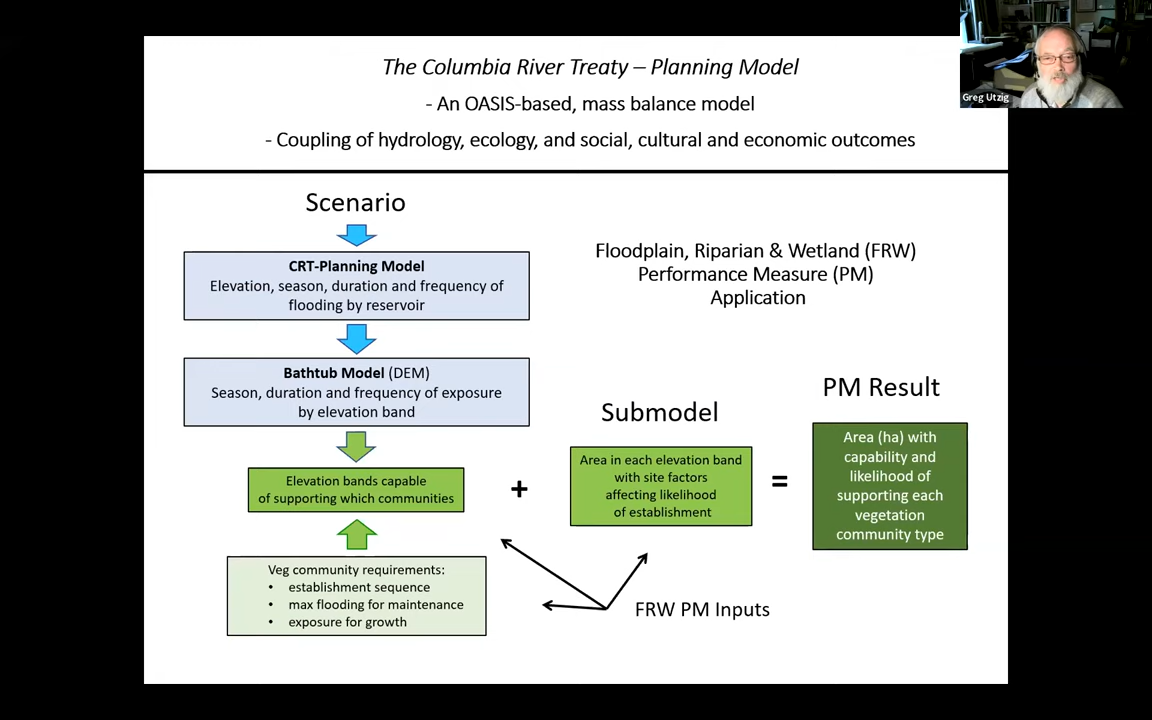 The Columbia River Treaty – Planning Model
- An OASIS-based, mass balance model
- Coupling of hydrology, ecology, and social, cultural and economic outcomes
Greg Utzig
Scenario
CRT-Planning Model
Elevation, season, duration and frequency of
flooding by reservoir
Floodplain, Riparian & Wetland (FRW)
Performance Measure (PM)
Application
Bathtub Model (DEM)
Season, duration and frequency of exposure
by elevation band
Elevation bands capable
of supporting which communities
+
Submodel
Area in each elevation band
with site factors
affecting likelihood
of establishment
=
PM Result
Area (ha) with
capability and
likelihood of
supporting each
vegetation
community type
Veg community requirements:
• establishment sequence
• max flooding for maintenance
• exposure for growth
FRW PM Inputs